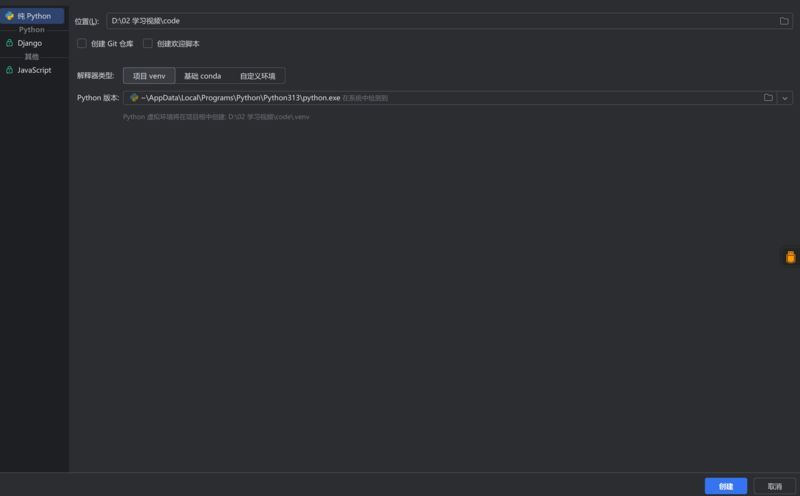 纯 Python
Python
Django
其他
JavaScript
位置(L):
D:\02 学习视频\code
创建 Git 仓库
创建欢迎脚本
解释器类型:
项目 venv
基础 conda
自定义环境
Python 版本:
~\AppData\Local\Programs\Python\Python313\python.exe 在系统中检测到
Python 虚拟环境将在项目根中创建: D:\02 学习视频\code\.venv
创建
取消